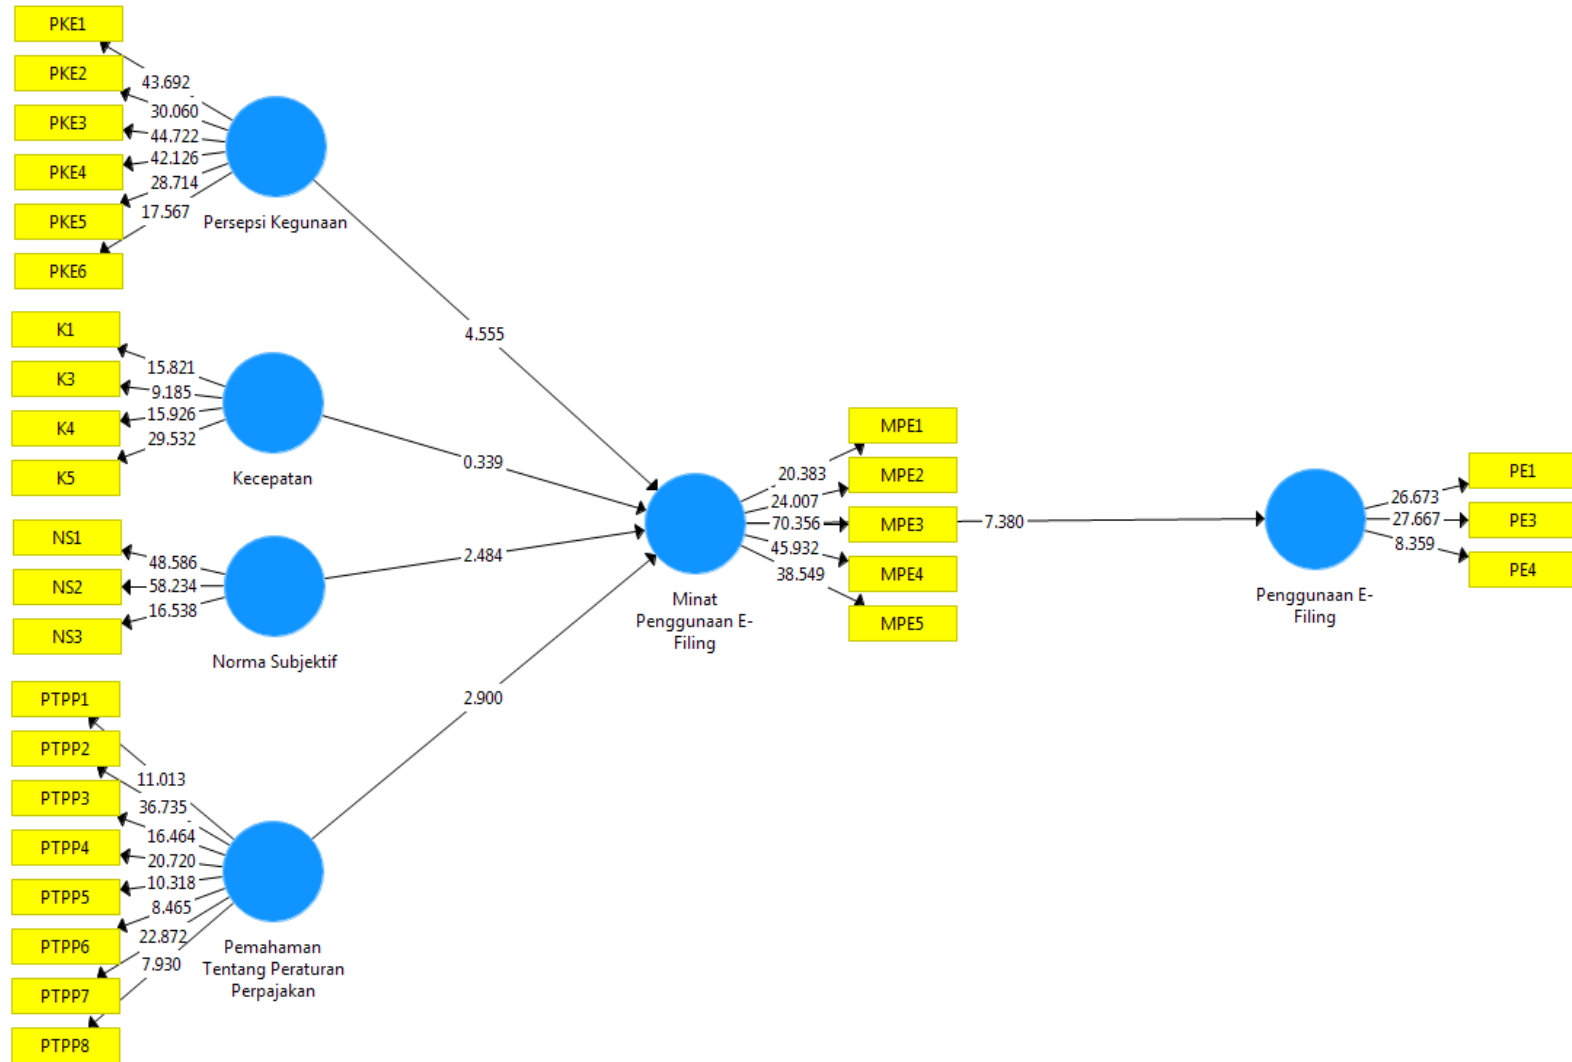 PKE1
PKE2
PKE3
PKE4
PKE5
PKE6
43.692
30.060
44.722
42.126
28.714
17.567
Persepsi Kegunaan
4.555
K1
K3
K4
K5
15.821
9.185
15.926
29.532
Kecepatan
0.339
NS1
NS2
NS3
48.586
58.234
16.538
Norma Subjektif
2.484
PTPP1
PTPP2
PTPP3
PTPP4
PTPP5
PTPP6
PTPP7
PTPP8
11.013
36.735
16.464
20.720
10.318
8.465
22.872
7.930
Pemahaman
Tentang Peraturan
Perpajakan
2.900
Minat
Penggunaan E-
Filing
20.383
24.007
70.356
45.932
38.549
MPE1
MPE2
MPE3
MPE4
MPE5
7.380
Penggunaan E-
Filing
26.673
27.667
8.359
PE1
PE3
PE4